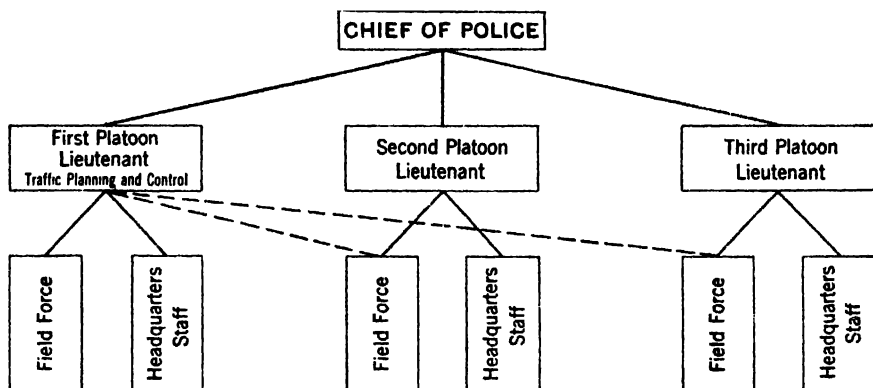 CHIEF OF POLICE
First Platoon
Lieutenant
Traffic Planning and Control
Second Platoon
Lieutenant
Third Platoon
Lieutenant
Field Force
Headquarters
Staff
Field Force
Headquarters
Staff
Field Force
Headquarters
Staff